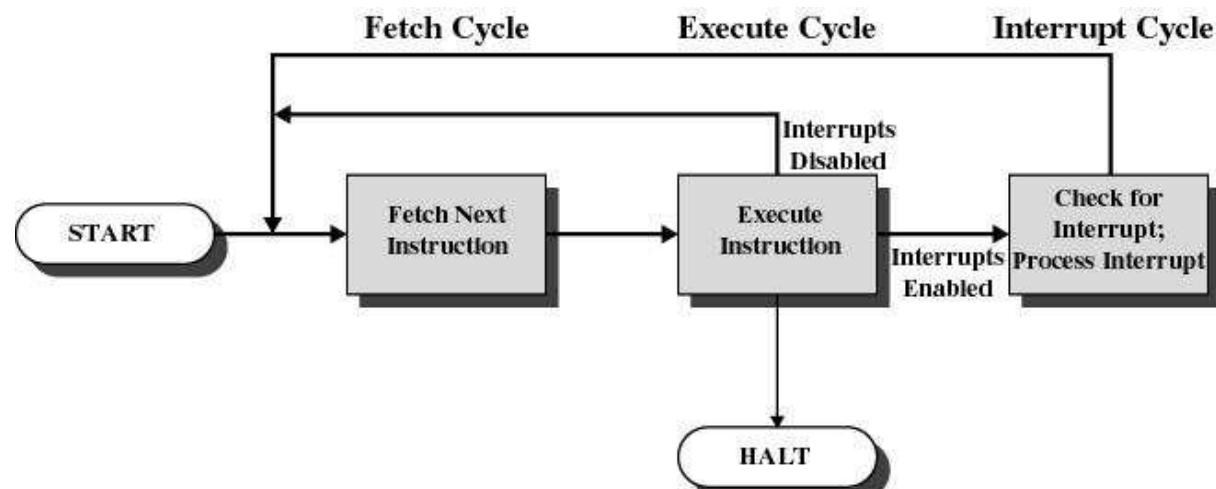 Fetch Cycle
Execute Cycle
Interrupt Cycle
Interrupts
Disabled
START
Fetch Next
Instruction
Execute
Instruction
Interrupts
Enabled
Check for
Interrupt;
Process Interrupt
HALT